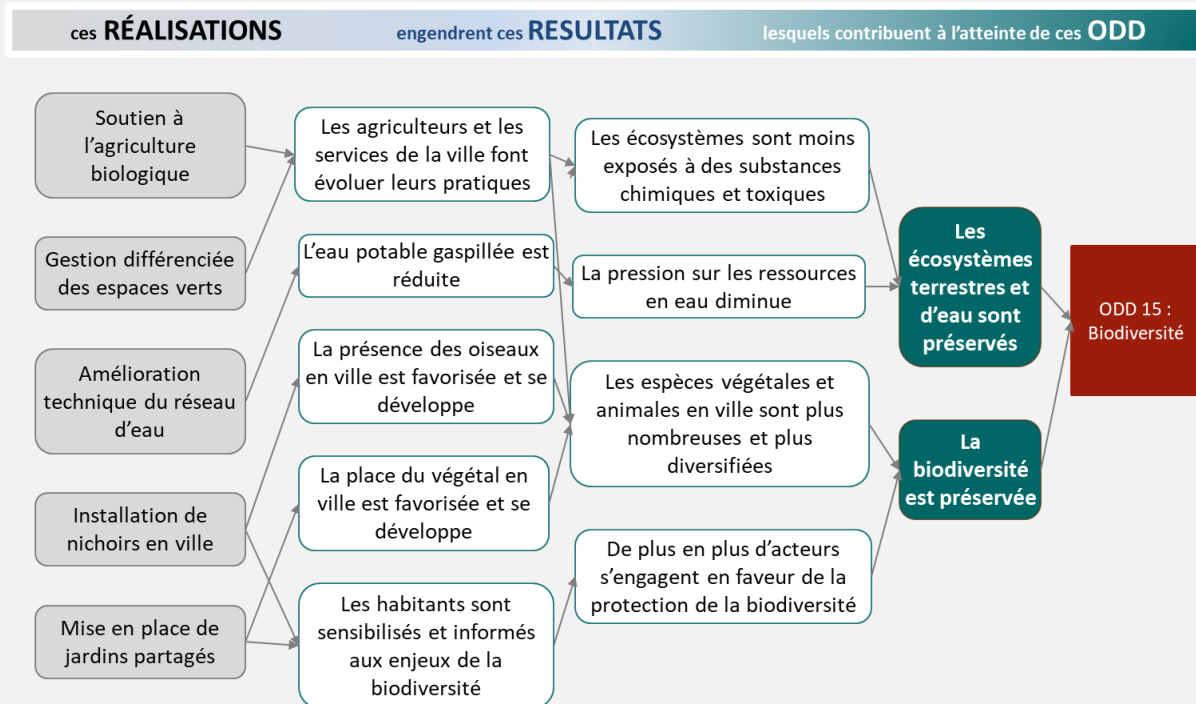 ces RÉALISATIONS
engendrent ces RESULTATS
lesquels contribuent à l'atteinte de ces ODD
Soutien à
l'agriculture
biologique
Gestion différenciée
des espaces verts
Amélioration
technique du réseau
d'eau
Installation de
nichoirs en ville
Mise en place de
jardins partagés
Les agriculteurs et les
services de la ville font
évoluer leurs pratiques
L'eau potable gaspillée est
réduite
La présence des oiseaux
en ville est favorisée et se
développe
La place du végétal en
ville est favorisée et se
développe
Les habitants sont
sensibilisés et informés
aux enjeux de la
biodiversité
Les écosystèmes sont moins
exposés à des substances
chimiques et toxiques
La pression sur les ressources
en eau diminue
Les espèces végétales et
animales en ville sont plus
nombreuses et plus
diversifiées
De plus en plus d'acteurs
s'engagent en faveur de la
protection de la biodiversité
Les
écosystèmes
terrestres et
d'eau sont
préservés
La
biodiversité
est préservée
ODD 15 :
Biodiversité